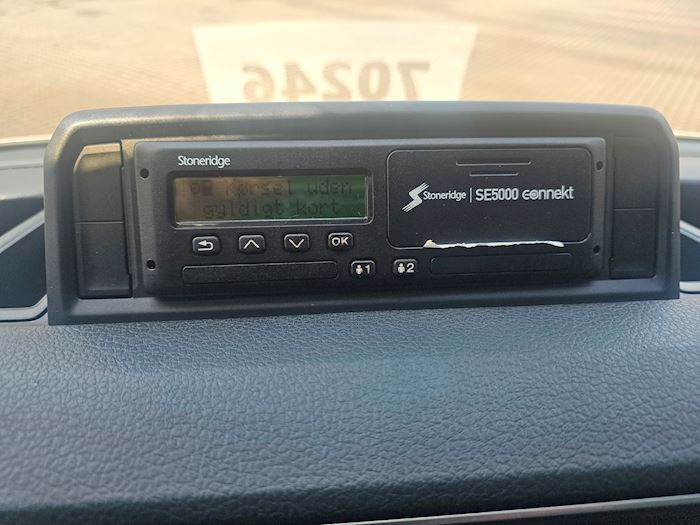 70246
Stoneridge
Kørsel uden
gyldigt kort
Stoneridge | SE5000 connekt
OK
1 2